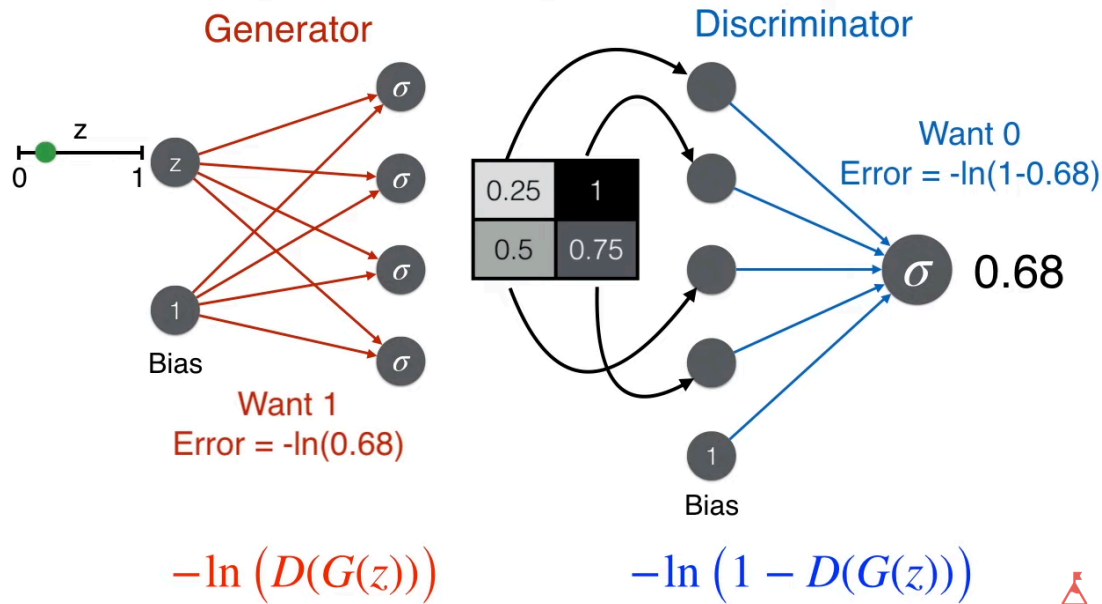 Generator
Discriminator
σ
z
0
1
z
σ
Want 0
Error = -ln(1-0.68)
0.25
1
0.5
0.75
σ
σ
0.68
1
Bias
σ
Want 1
Error = -ln(0.68)
1
Bias
−ln (D(G(z)))
−ln (1 − D(G(z)))